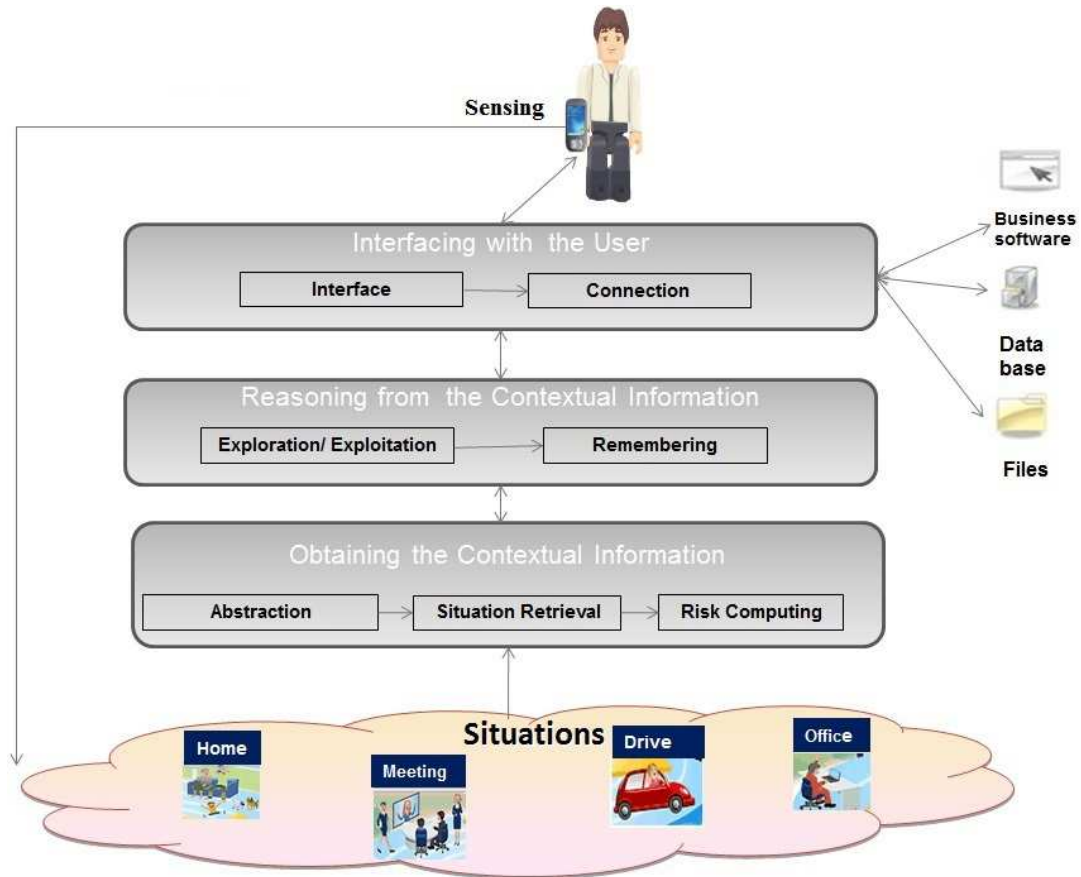 Sensing
Interfacing with the User
Interface
Connection
Business
software
Data
base
Files
Reasoning from the Contextual Information
Exploration/ Exploitation
Remembering
Obtaining the Contextual Information
Abstraction
Situation Retrieval
Risk Computing
Situations
Home
Meeting
Drive
Office